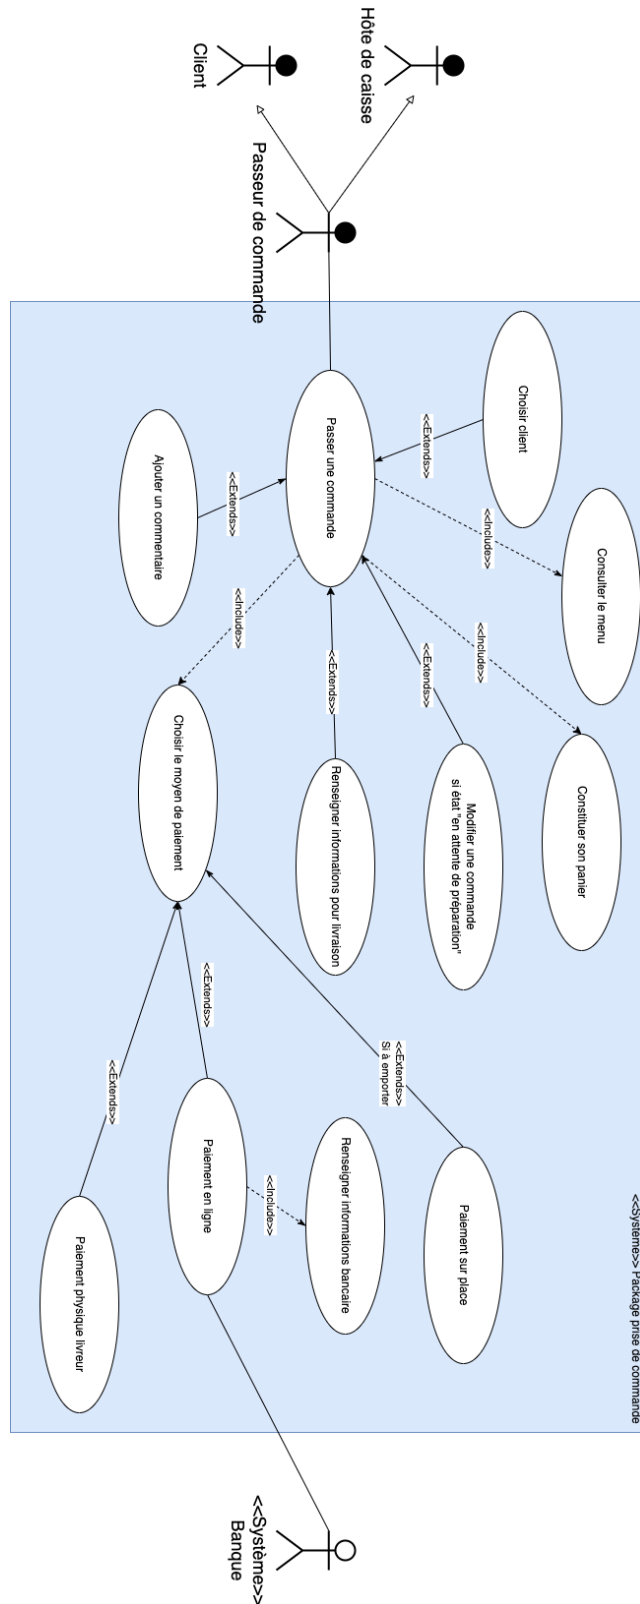 <<Système>> Package prise de commande
Hôte de caisse
Client
Passeur de commande
Choisir client
<<Extends>>
Consulter le menu
<<Include>>
Passer une commande
<<Extends>>
Ajouter un commentaire
<<Include>>
Constituer son panier
<<Extends>>
Modifier une commande
si état "en attente de préparation"
<<Extends>>
Renseigner informations pour livraison
<<Include>>
Choisir le moyen de paiement
<<Extends>>
Si à emporter
Paiement sur place
<<Extends>>
Paiement en ligne
<<Include>>
Renseigner informations bancaire
<<Extends>>
Paiement physique livreur
<<Système>>
Banque